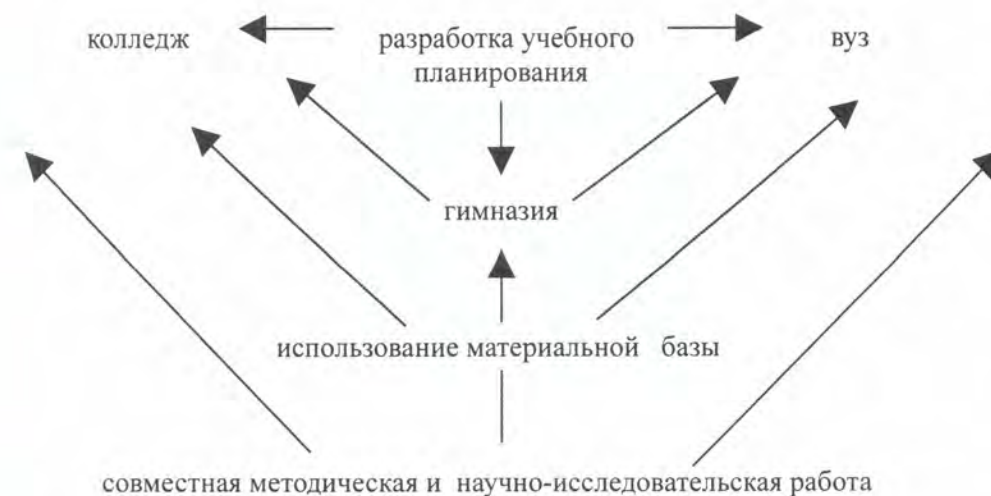 колледж разработка учебного вуз
планирования
гимназия
использование материальной базы
совместная методическая и научно-исследовательская работа